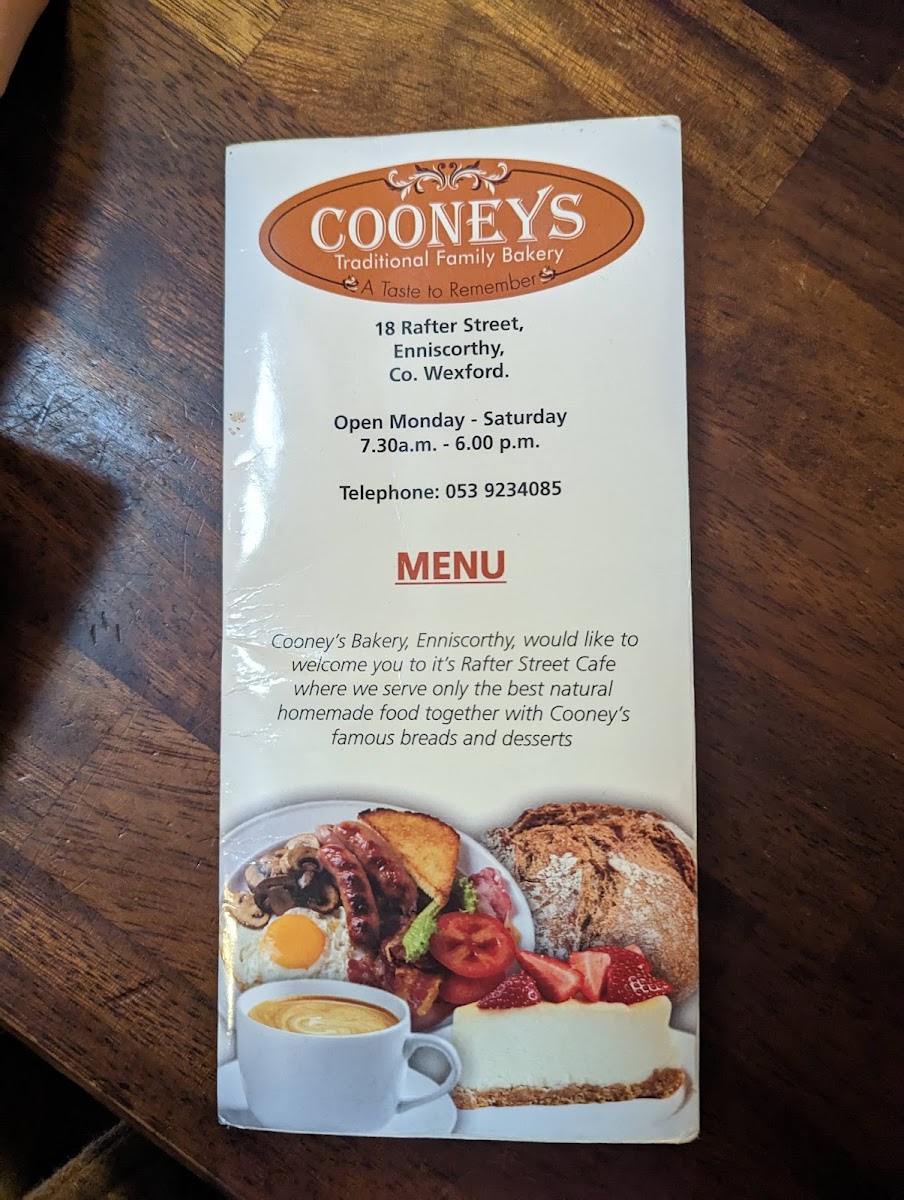 COONEYS
Traditional Family Bakery
A Taste to Remember
18 Rafter Street,
Enniscorthy,
Co. Wexford.
Open Monday - Saturday
7.30a.m. - 6.00 p.m.
Telephone: 053 9234085
MENU
Cooney's Bakery, Enniscorthy, would like to
welcome you to it's Rafter Street Cafe
where we serve only the best natural
homemade food together with Cooney's
famous breads and desserts